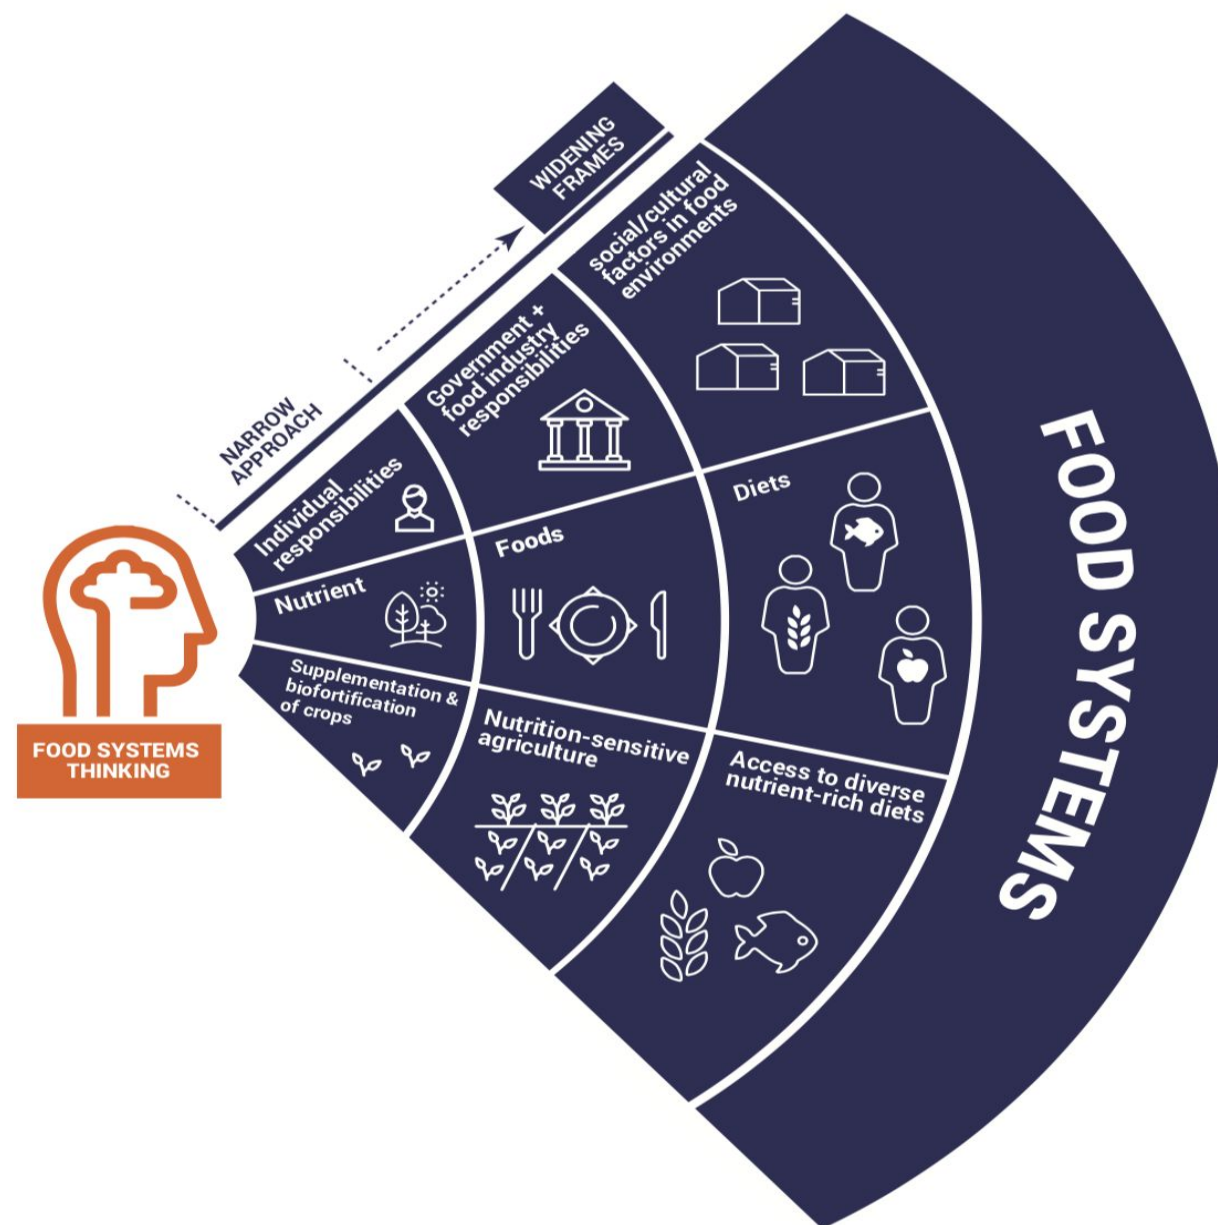 WIDENING
FRAMES
NARROW
APPROACH
social/cultural
factors in food
environments
Government +
food industry
responsibilities
Individual
responsibilities
Nutrient
Foods
Diets
Supplementation &
biofortification
of crops
Nutrition-sensitive
agriculture
Access to diverse
nutrient-rich diets
FOOD SYSTEMS
FOOD SYSTEMS
THINKING